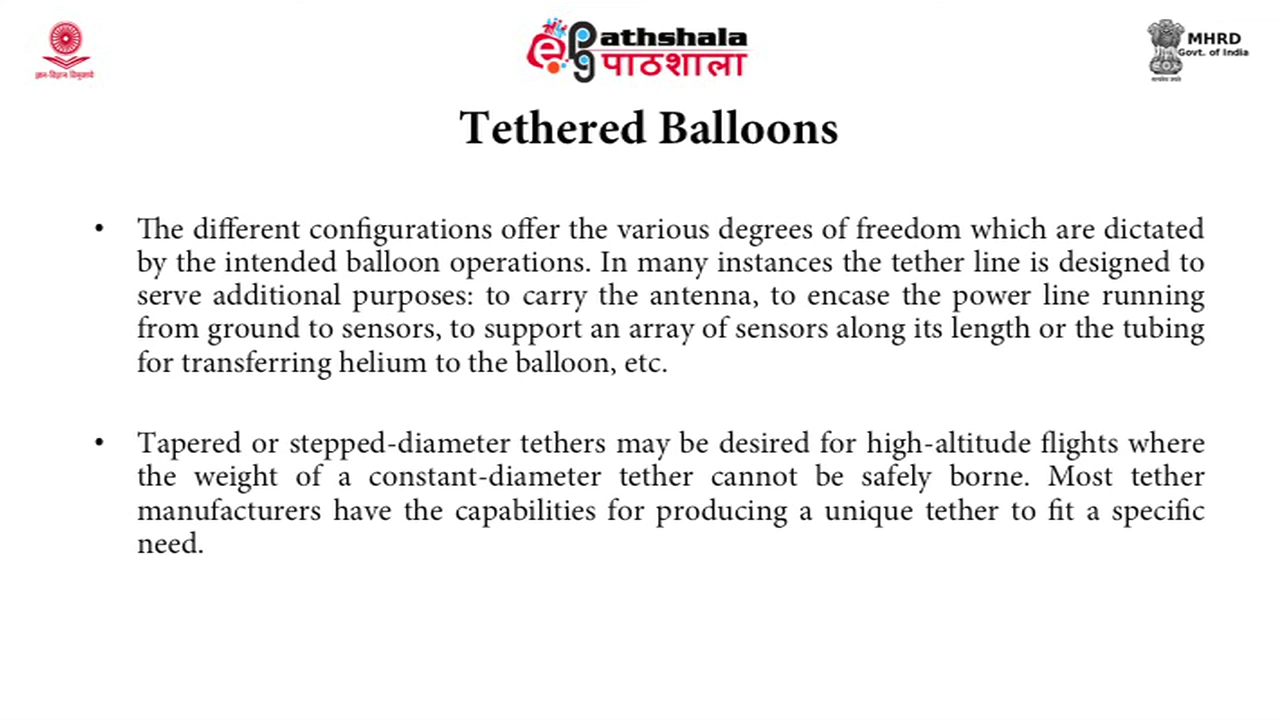 ज्ञान-विज्ञान विमुक्तये
epg Pathshala
पाठशाला
MHRD
Govt. of India
सत्यमेव जयते
Tethered Balloons
• The different configurations offer the various degrees of freedom which are dictated
by the intended balloon operations. In many instances the tether line is designed to
serve additional purposes: to carry the antenna, to encase the power line running
from ground to sensors, to support an array of sensors along its length or the tubing
for transferring helium to the balloon, etc.
• Tapered or stepped-diameter tethers may be desired for high-altitude flights where
the weight of a constant-diameter tether cannot be safely borne. Most tether
manufacturers have the capabilities for producing a unique tether to fit a specific
need.